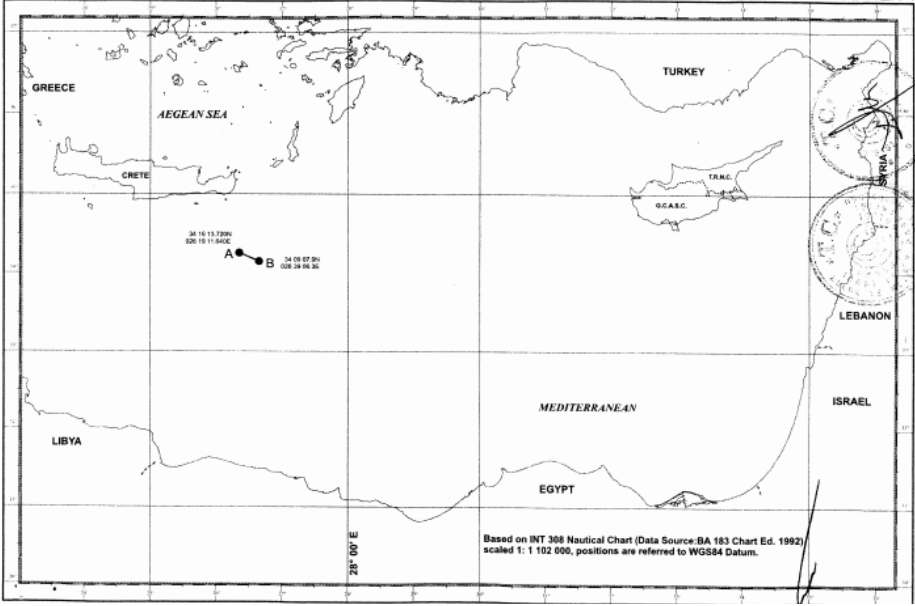 GREECE
TURKEY
AEGEAN SEA
CRETE
T.R.N.C.
G.C.A.S.C.
SYRIA
T.C.
T.C.
34 16 13.720N
026 19 11.640E
A
B
LEBANON
MEDITERRANEAN
ISRAEL
LIBYA
EGYPT
28° 00' E
Based on INT 308 Nautical Chart (Data Source:BA 183 Chart Ed. 1992)
scaled 1: 1 102 000, positions are referred to WGS84 Datum.